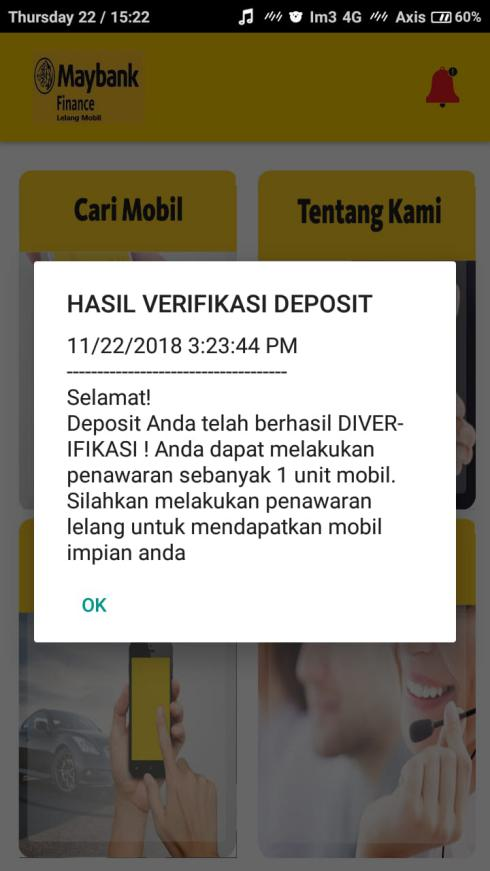 Thursday 22 / 15:22 Im3 4G Axis 60%
Maybank
Finance
Lelang Mobil
Cari Mobil
Tentang Kami
HASIL VERIFIKASI DEPOSIT
11/22/2018 3:23:44 PM
------------------------------------
Selamat!
Deposit Anda telah berhasil DIVER-
IFIKASI ! Anda dapat melakukan
penawaran sebanyak 1 unit mobil.
Silahkan melakukan penawaran
lelang untuk mendapatkan mobil
impian anda
OK